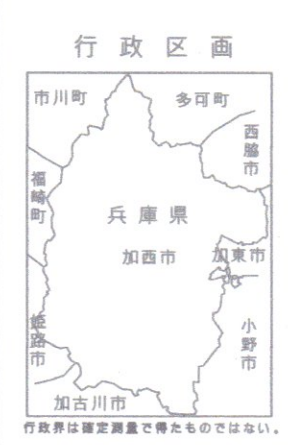 行政区画
市川町
多可町
西脇市
福崎町
兵庫県
加西市
加東市
姫路市
小野市
加古川市
行政界は確定測量で得たものではない。